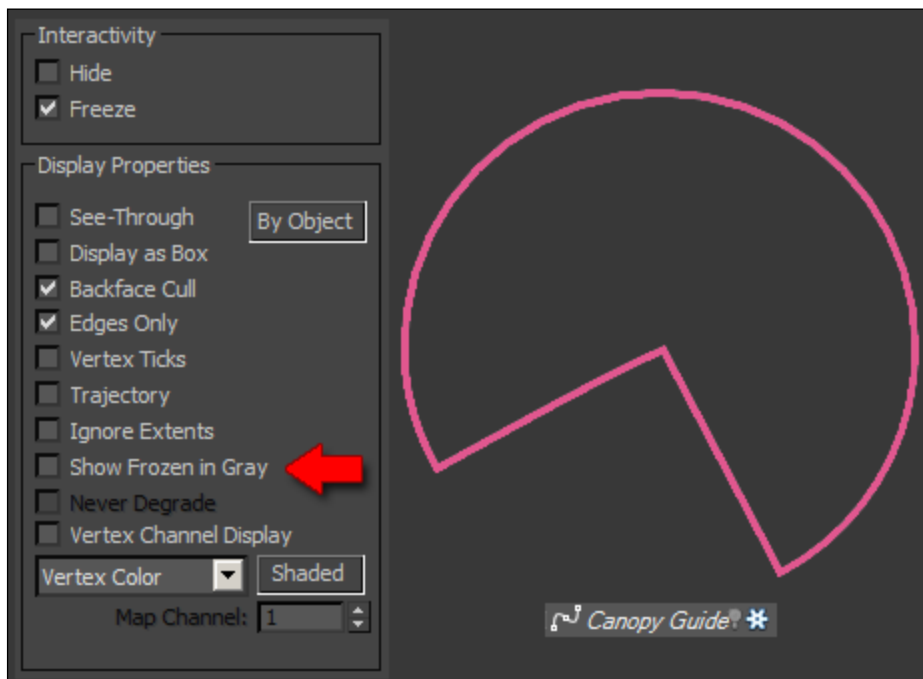 Interactivity
Hide
Freeze
Display Properties
See-Through
By Object
Display as Box
Backface Cull
Edges Only
Vertex Ticks
Trajectory
Ignore Extents
Show Frozen in Gray
Never Degrade
Vertex Channel Display
Vertex Color
Shaded
Map Channel: 1
Canopy Guide